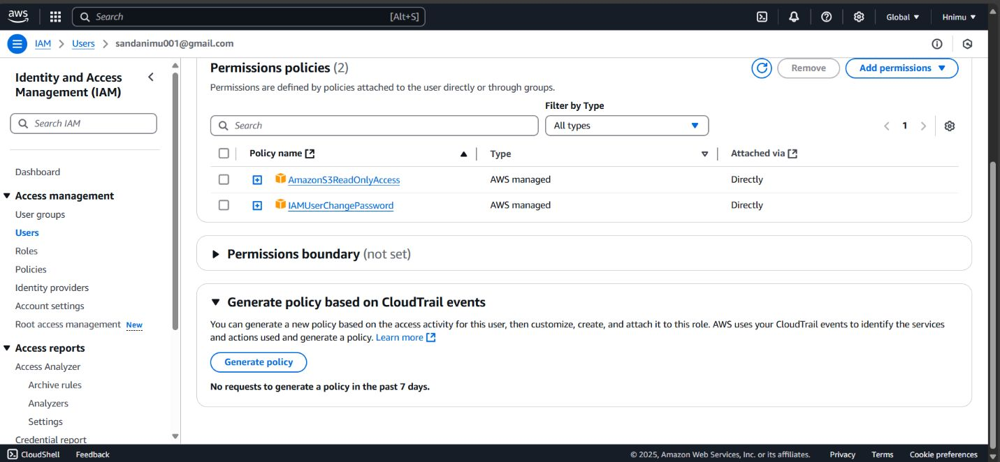 aws
Search [Alt+S]
Global Hnimu
IAM Users sandanimu001@gmail.com
Identity and Access
Management (IAM)
Search IAM
Dashboard
Access management
User groups
Users
Roles
Policies
Identity providers
Account settings
Root access management New
Access reports
Access Analyzer
Archive rules
Analyzers
Settings
Credential report
Permissions policies (2)
Remove
Add permissions
Permissions are defined by policies attached to the user directly or through groups.
Filter by Type
Search
All types
1
Policy name Type Attached via
AmazonS3ReadOnlyAccess AWS managed Directly
IAMUserChangePassword AWS managed Directly
Permissions boundary (not set)
Generate policy based on CloudTrail events
You can generate a new policy based on the access activity for this user, then customize, create, and attach it to this role. AWS uses your CloudTrail events to identify the services
and actions used and generate a policy. Learn more
Generate policy
No requests to generate a policy in the past 7 days.
CloudShell Feedback © 2025, Amazon Web Services, Inc. or its affiliates. Privacy Terms Cookie preferences